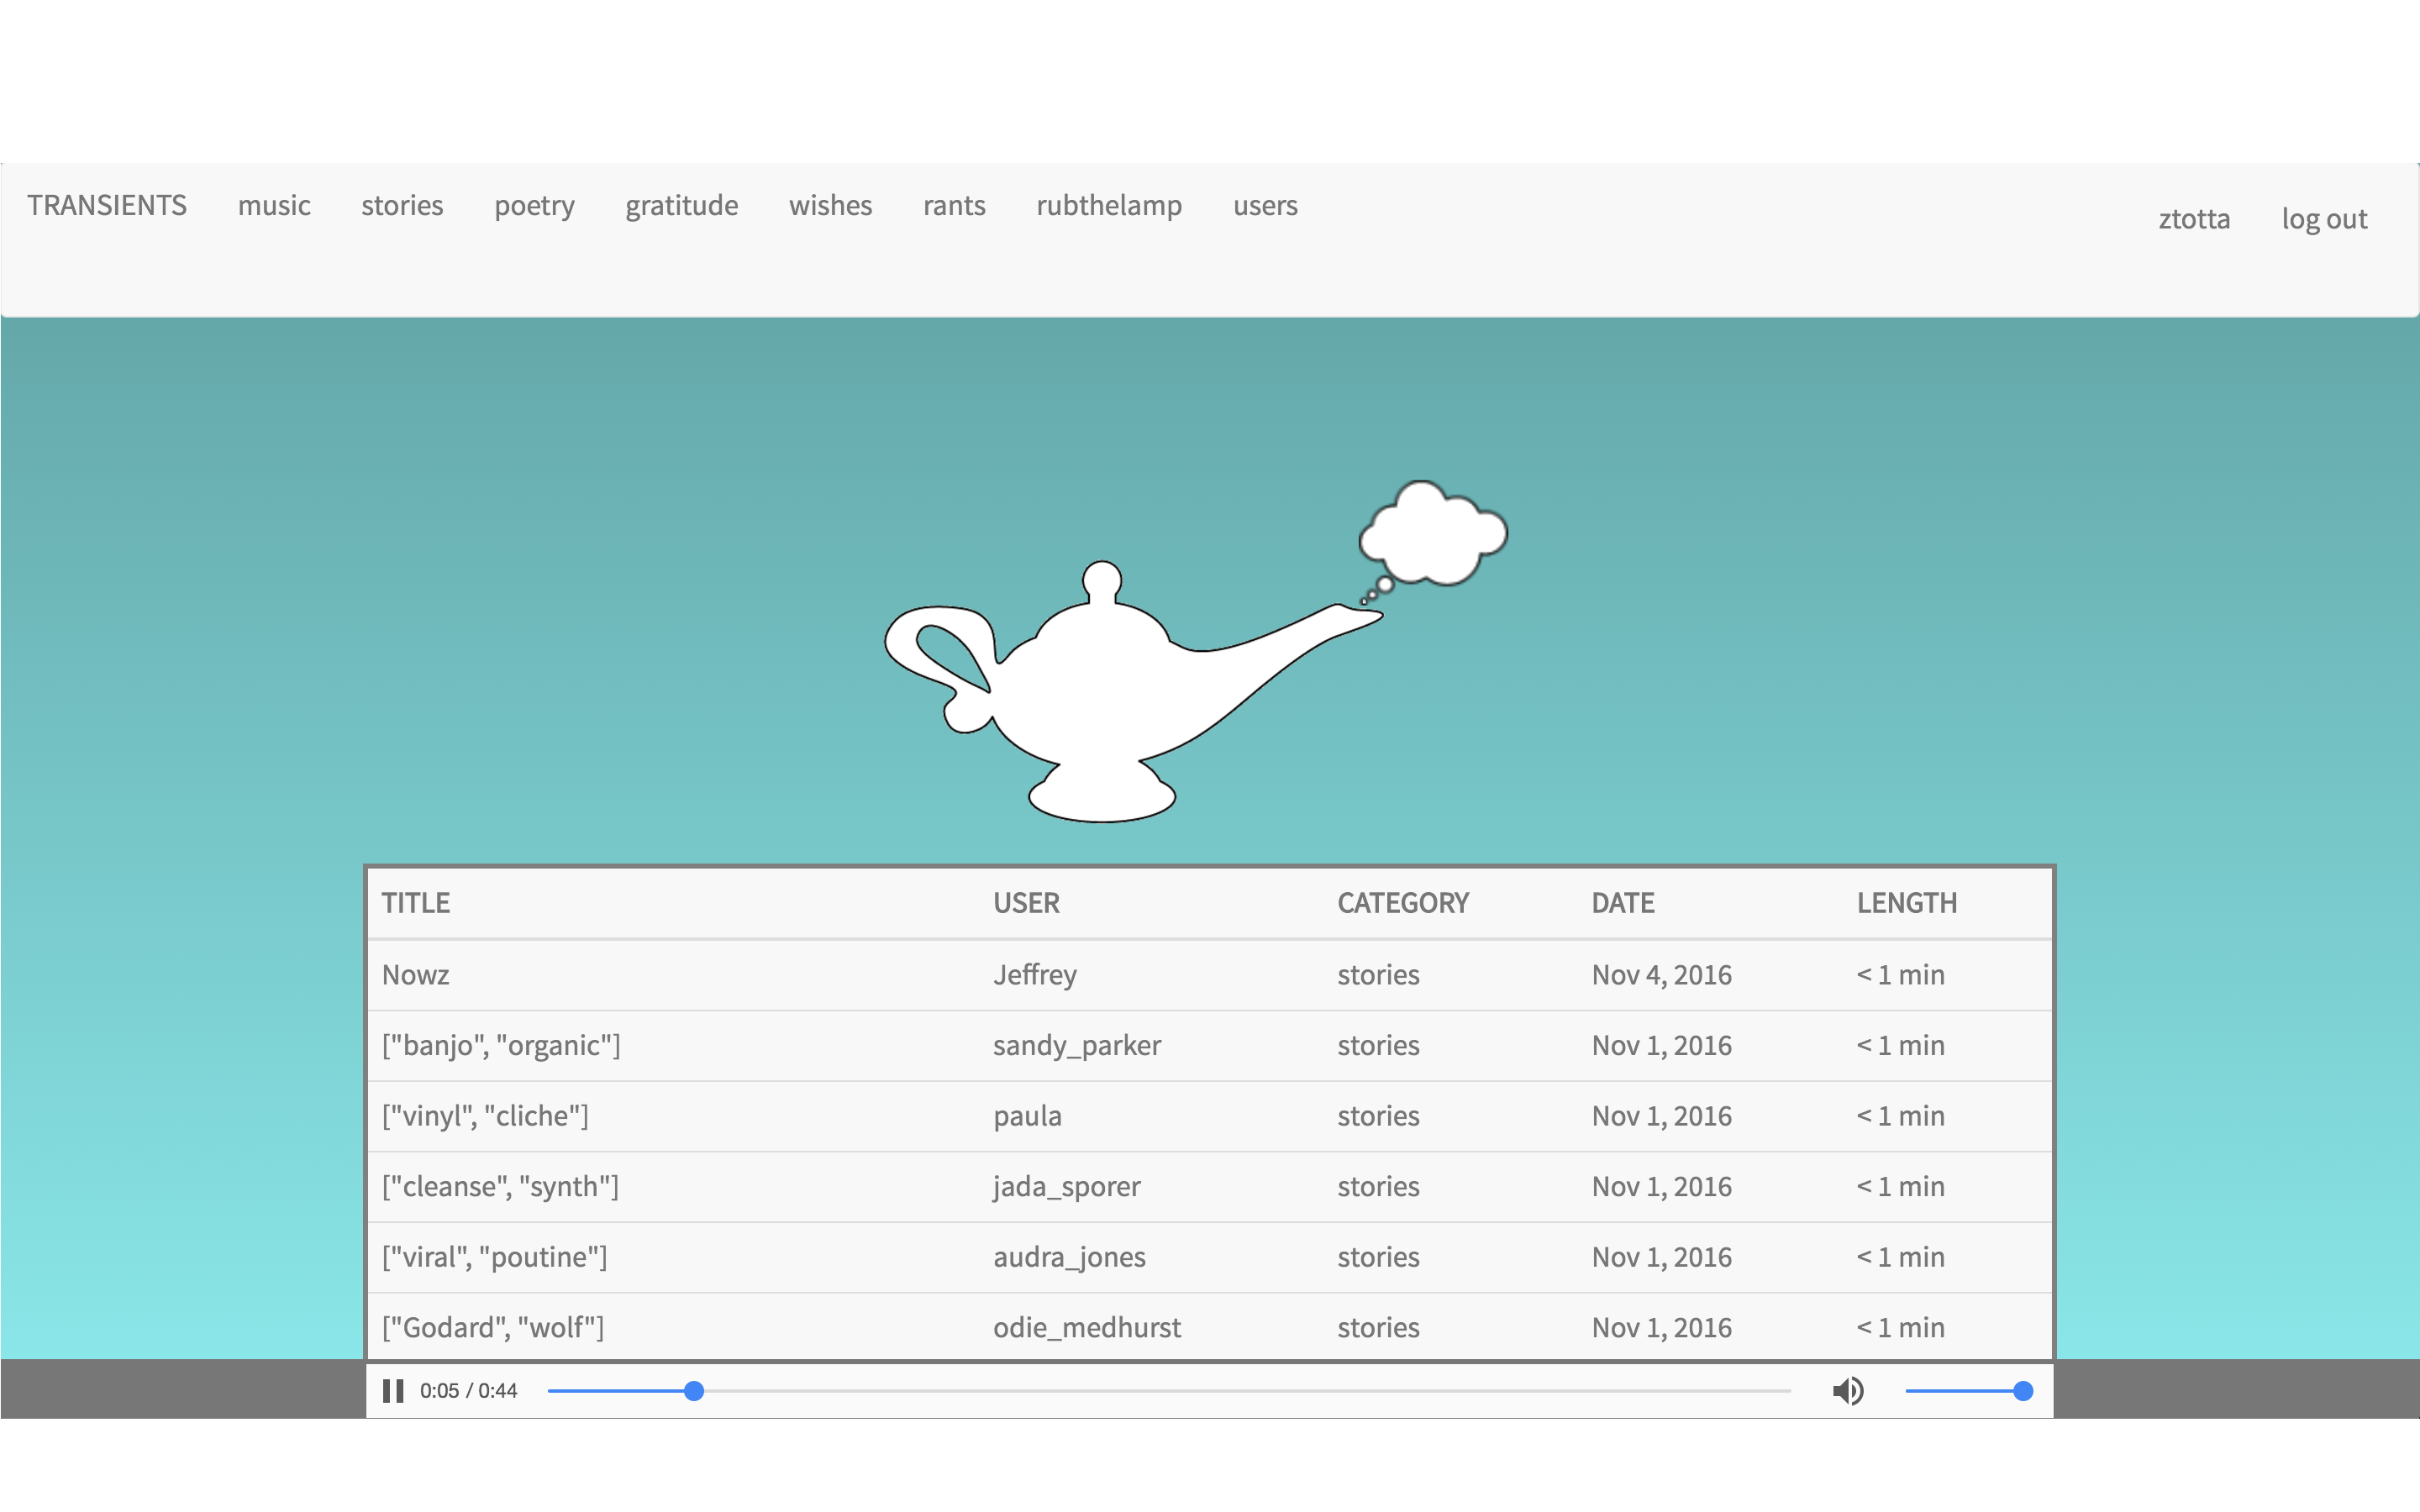 TRANSIENTS music stories poetry gratitude wishes rants rubthelamp users ztotta log out
TITLE USER CATEGORY DATE LENGTH
Nowz Jeffrey stories Nov 4, 2016 < 1 min
["banjo", "organic"] sandy_parker stories Nov 1, 2016 < 1 min
["vinyl", "cliche"] paula stories Nov 1, 2016 < 1 min
["cleanse", "synth"] jada_sporer stories Nov 1, 2016 < 1 min
["viral", "poutine"] audra_jones stories Nov 1, 2016 < 1 min
["Godard", "wolf"] odie_medhurst stories Nov 1, 2016 < 1 min
0:05 / 0:44